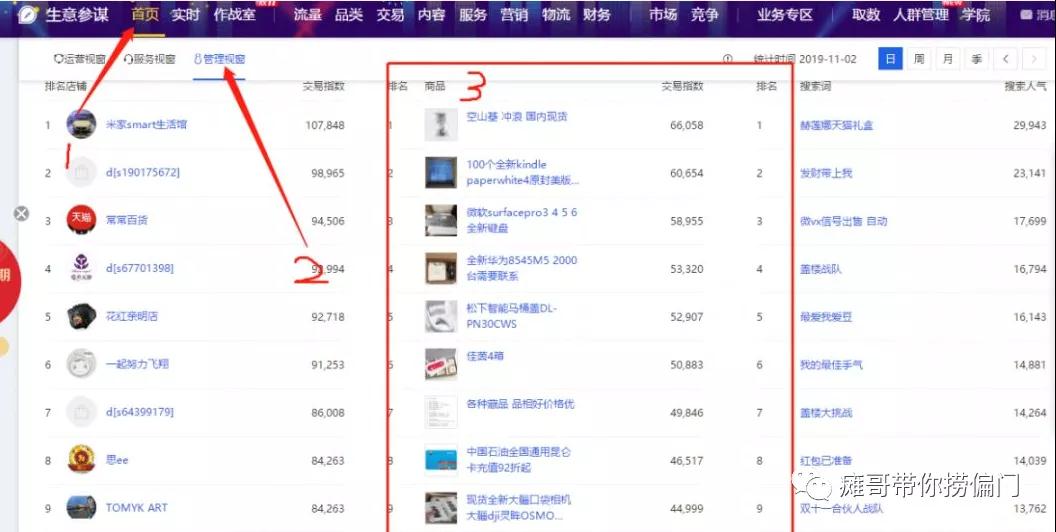 生意参谋 首页 实时 作战室 流量 品类 交易 内容 服务 营销 物流 财务 市场 竞争 业务专区 取数 人群管理 学院 消息
运营视窗 服务视窗 管理视窗 统计时间 2019-11-02 日 周 月 季
排名 店铺 交易指数 排名 商品 交易指数 排名 搜索词 搜索人气
3
1 米家smart生活馆 107,848 1 空山基 冲浪 国内现货 66,058 1 赫莲娜天猫礼盒 29,943
1
2 d[s190175672] 98,965 2 100个全新kindle
paperwhite4原封美版... 60,654 2 发财带上我 23,141
3 天猫 常常百货 94,506 3 微软surfacepro3 4 5 6
全新键盘 58,955 3 微vx信号出售 自动 17,699
期
4 d[s67701398] 92,994 4 全新华为8545M5 2000
台需要联系 53,320 4 盖楼战队 16,794
2
5 花红亲明店 92,718 5 松下智能马桶盖DL-
PN30CWS 52,907 5 最爱我爱豆 16,143
6 一起努力飞翔 91,253 6 佳茵4箱 50,883 6 我的最佳手气 14,881
7 d[s64399179] 86,008 7 各种藏品 品相好价格优 49,846 7 盖楼大挑战 14,264
8 思ee 84,263 8 中国石油全国通用昆仑
卡充值92折起 46,517 8 红包已准备 14,039
9 TOMYK ART 84,263 9 现货全新大疆口袋相机
大疆dji灵眸OSMO... 44,999 9 双十一合伙人战队 13,762
瘫哥带你捞偏门